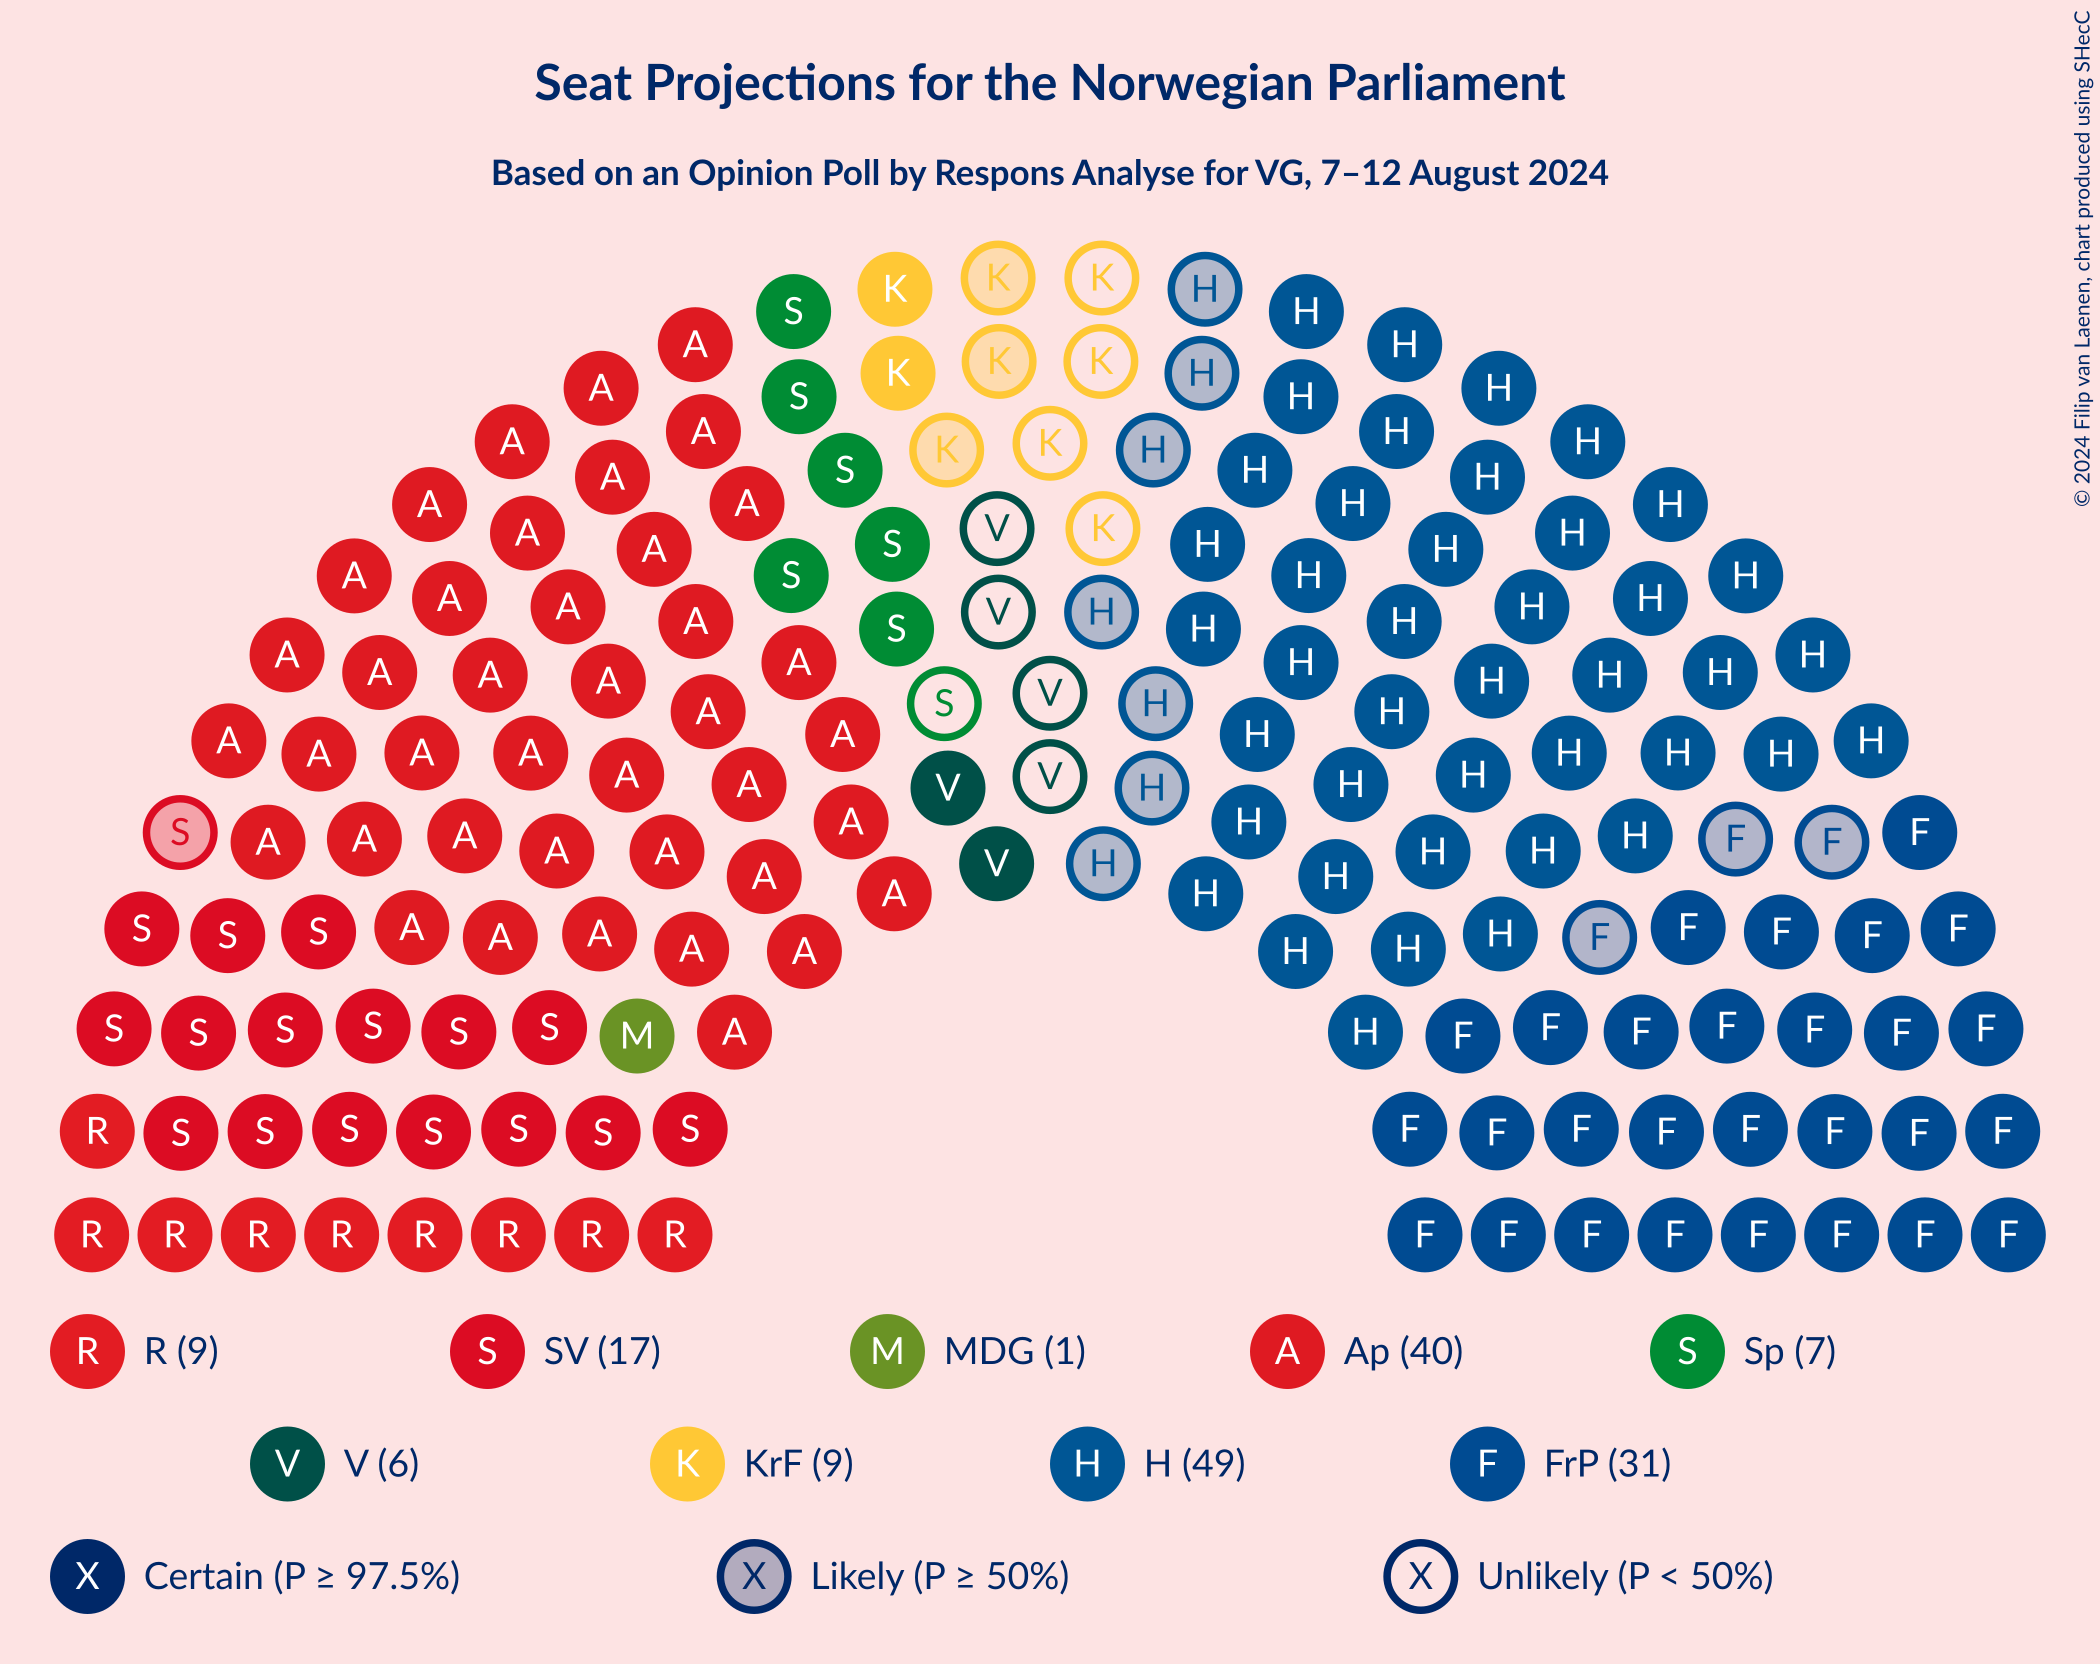 Seat Projections for the Norwegian Parliament
Based on an Opinion Poll by Respons Analyse for VG, 7–12 August 2024
© 2024 Filip van Laenen, chart produced using SHecC
K K K H
S H
A K K K H H
A S H H
A A K K H H
A A S H H
A A V K H
A A S H H
A A S V H H H
A A A S H H H
A A A S V H H H
A A A A V H H H H
A A A A V H H H H
S A A A A A V H H H H F F F
A A A H H
S S S A A A A A H H H F F F F F
S S S S S S M A H F F F F F F F
R S S S S S S S F F F F F F F F
R R R R R R R R F F F F F F F F
R R (9) S SV (17) M MDG (1) A Ap (40) S Sp (7)
V V (6) K KrF (9) H H (49) F FrP (31)
X Certain (P ≥ 97.5%) X Likely (P ≥ 50%) X Unlikely (P < 50%)